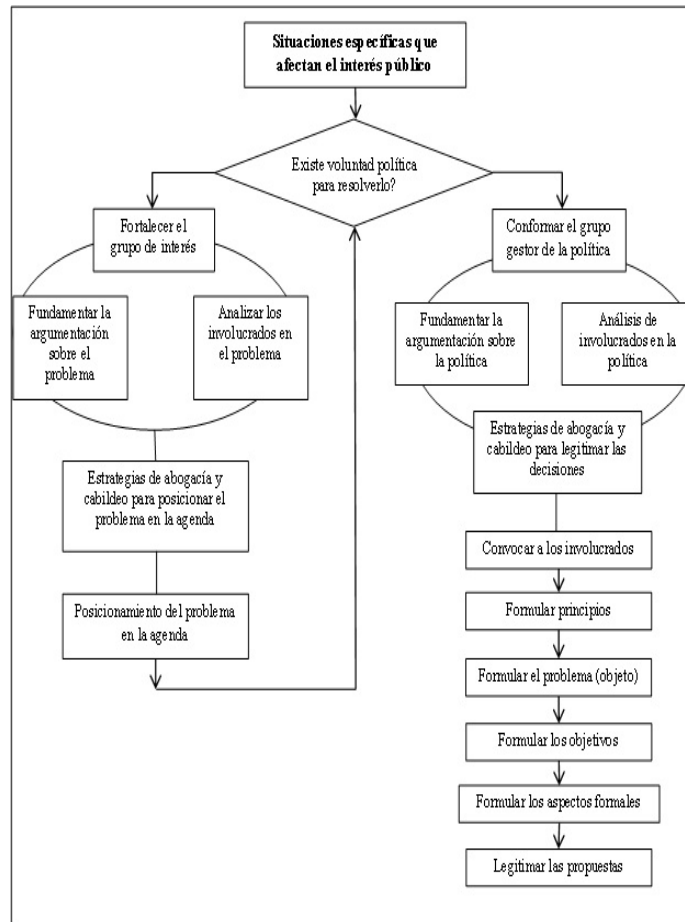 Situaciones específicas que
afectan el interés público
Existe voluntad política
para resolverlo?
Fortalecer el
grupo de interés
Fundamentar la
argumentación
sobre el
problema
Analizar los
involucrados en
el problema
Estrategias de abogacía y
cabildeo para posicionar el
problema en la agenda
Posicionamiento del problema
en la agenda
Conformar el grupo
gestor de la política
Fundamentar la
argumentación sobre
la política
Análisis de
involucrados en la
política
Estrategias de abogacía y
cabildeo para legitimar las
decisiones
Convocar a los involucrados
Formular principios
Formular el problema (objeto)
Formular los objetivos
Formular los aspectos formales
Legitimar las propuestas